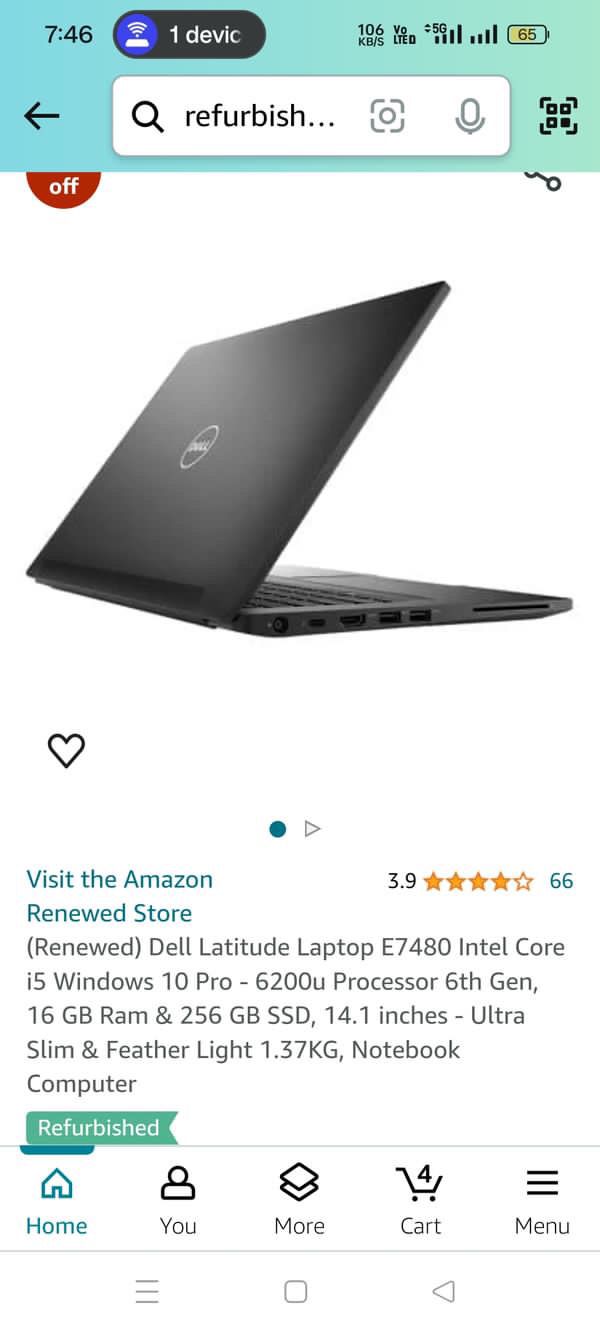 7:46
1 devic
106 KB/S
Vo LTE
5G
65
refurbish...
off
DELL
Visit the Amazon
3.9
66
Renewed Store
(Renewed) Dell Latitude Laptop E7480 Intel Core
i5 Windows 10 Pro - 6200u Processor 6th Gen,
16 GB Ram & 256 GB SSD, 14.1 inches - Ultra
Slim & Feather Light 1.37KG, Notebook
Computer
Refurbished
4
Home
You
More
Cart
Menu